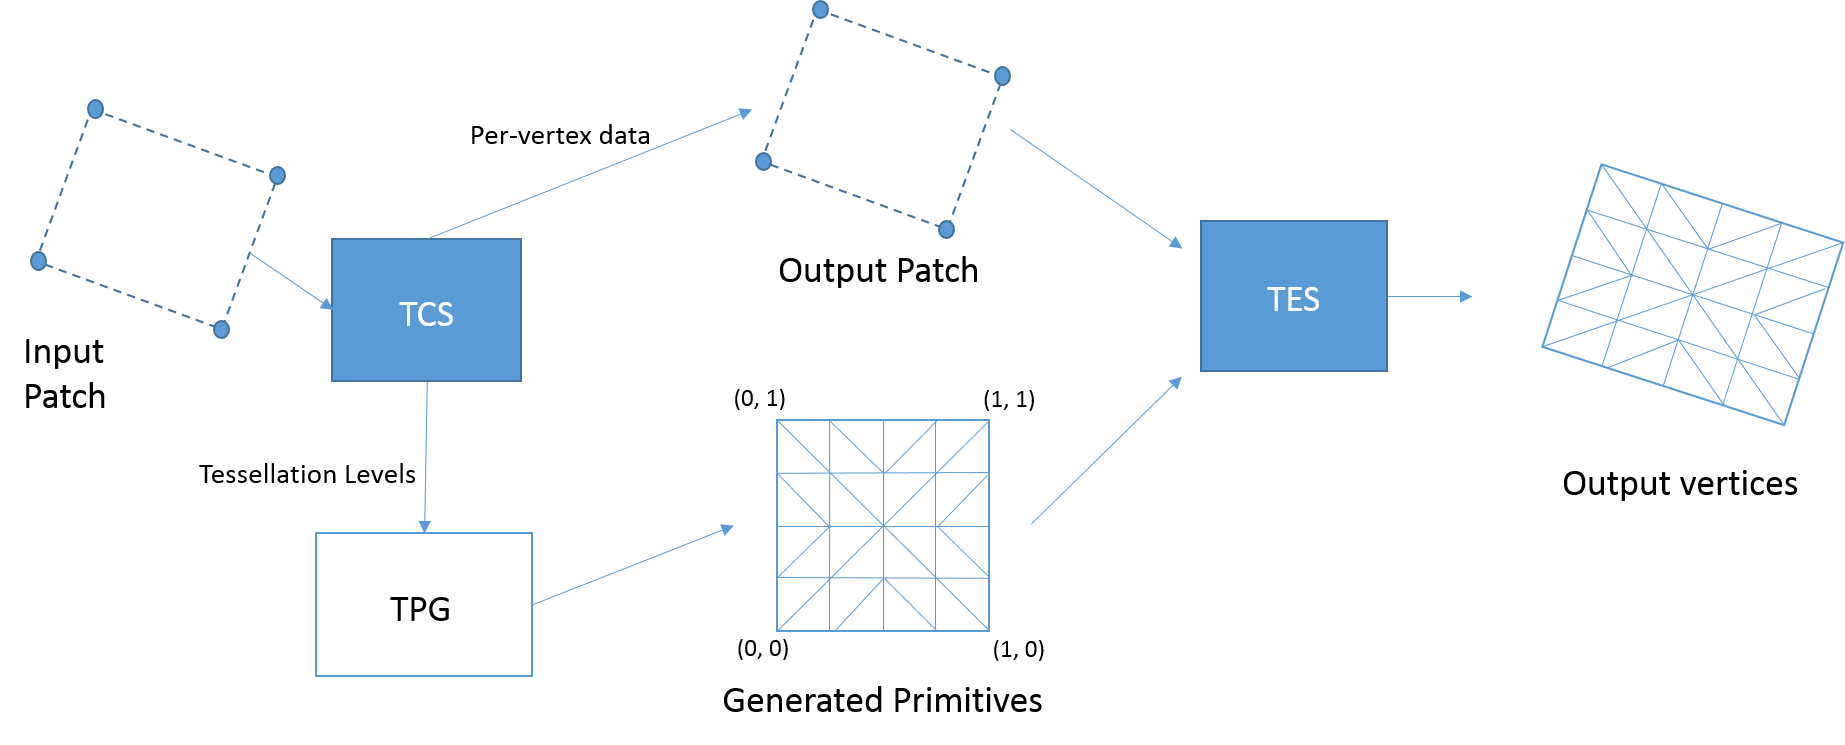 Per-vertex data
Input
Patch
TCS
Output Patch
TES
Tessellation Levels
TPG
(0, 1)
(1, 1)
(0, 0)
(1, 0)
Generated Primitives
Output vertices